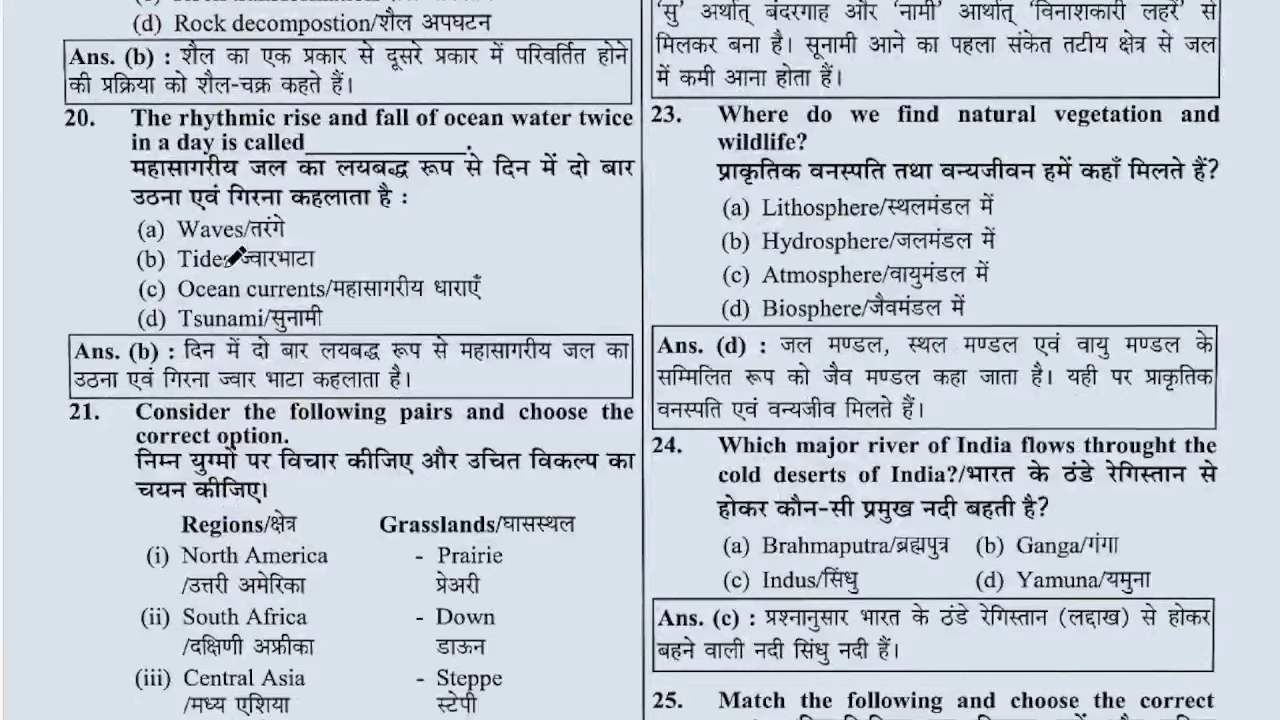 (d) Rock decompostion/शैल अपघटन
Ans. (b) : शैल का एक प्रकार से दूसरे प्रकार में परिवर्तित होने
की प्रक्रिया को शैल-चक्र कहते हैं।
20. The rhythmic rise and fall of ocean water twice
in a day is called______________.
महासागरीय जल का लयबद्ध रूप से दिन में दो बार
उठना एवं गिरना कहलाता है :
(a) Waves/तरंगे
(b) Tides/ज्वारभाटा
(c) Ocean currents/महासागरीय धाराएँ
(d) Tsunami/सुनामी
Ans. (b) : दिन में दो बार लयबद्ध रूप से महासागरीय जल का
उठना एवं गिरना ज्वार भाटा कहलाता है।
21. Consider the following pairs and choose the
correct option.
निम्न युग्मों पर विचार कीजिए और उचित विकल्प का
चयन कीजिए।
Regions/क्षेत्र Grasslands/घासस्थल
(i) North America - Prairie
/उत्तरी अमेरिका प्रेअरी
(ii) South Africa - Down
/दक्षिणी अफ्रीका डाऊन
(iii) Central Asia - Steppe
/मध्य एशिया स्टेपी
'सु' अर्थात् बंदरगाह और 'नामी' आर्थात् 'विनाशकारी लहरें' से
मिलकर बना है। सूनामी आने का पहला संकेत तटीय क्षेत्र से जल
में कमी आना होता हैं।
23. Where do we find natural vegetation and
wildlife?
प्राकृतिक वनस्पति तथा वन्यजीवन हमें कहाँ मिलते हैं?
(a) Lithosphere/स्थलमंडल में
(b) Hydrosphere/जलमंडल में
(c) Atmosphere/वायुमंडल में
(d) Biosphere/जैवमंडल में
Ans. (d) : जल मण्डल, स्थल मण्डल एवं वायु मण्डल के
सम्मिलित रूप को जैव मण्डल कहा जाता है। यही पर प्राकृतिक
वनस्पति एवं वन्यजीव मिलते हैं।
24. Which major river of India flows throught the
cold deserts of India?/भारत के ठंडे रेगिस्तान से
होकर कौन-सी प्रमुख नदी बहती है?
(a) Brahmaputra/ब्रह्मपुत्र (b) Ganga/गंगा
(c) Indus/सिंधु (d) Yamuna/यमुना
Ans. (c) : प्रश्नानुसार भारत के ठंडे रेगिस्तान (लद्दाख) से होकर
बहने वाली नदी सिंधु नदी हैं।
25. Match the following and choose the correct